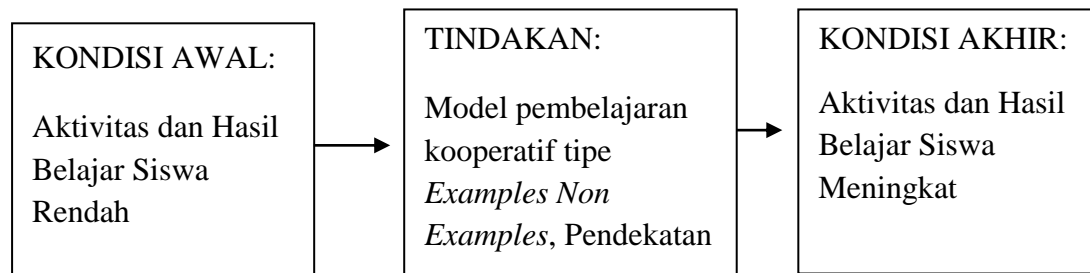 KONDISI AWAL:
Aktivitas dan Hasil
Belajar Siswa
Rendah
TINDAKAN:
Model pembelajaran
kooperatif tipe
Examples Non
Examples, Pendekatan
KONDISI AKHIR:
Aktivitas dan Hasil
Belajar Siswa
Meningkat